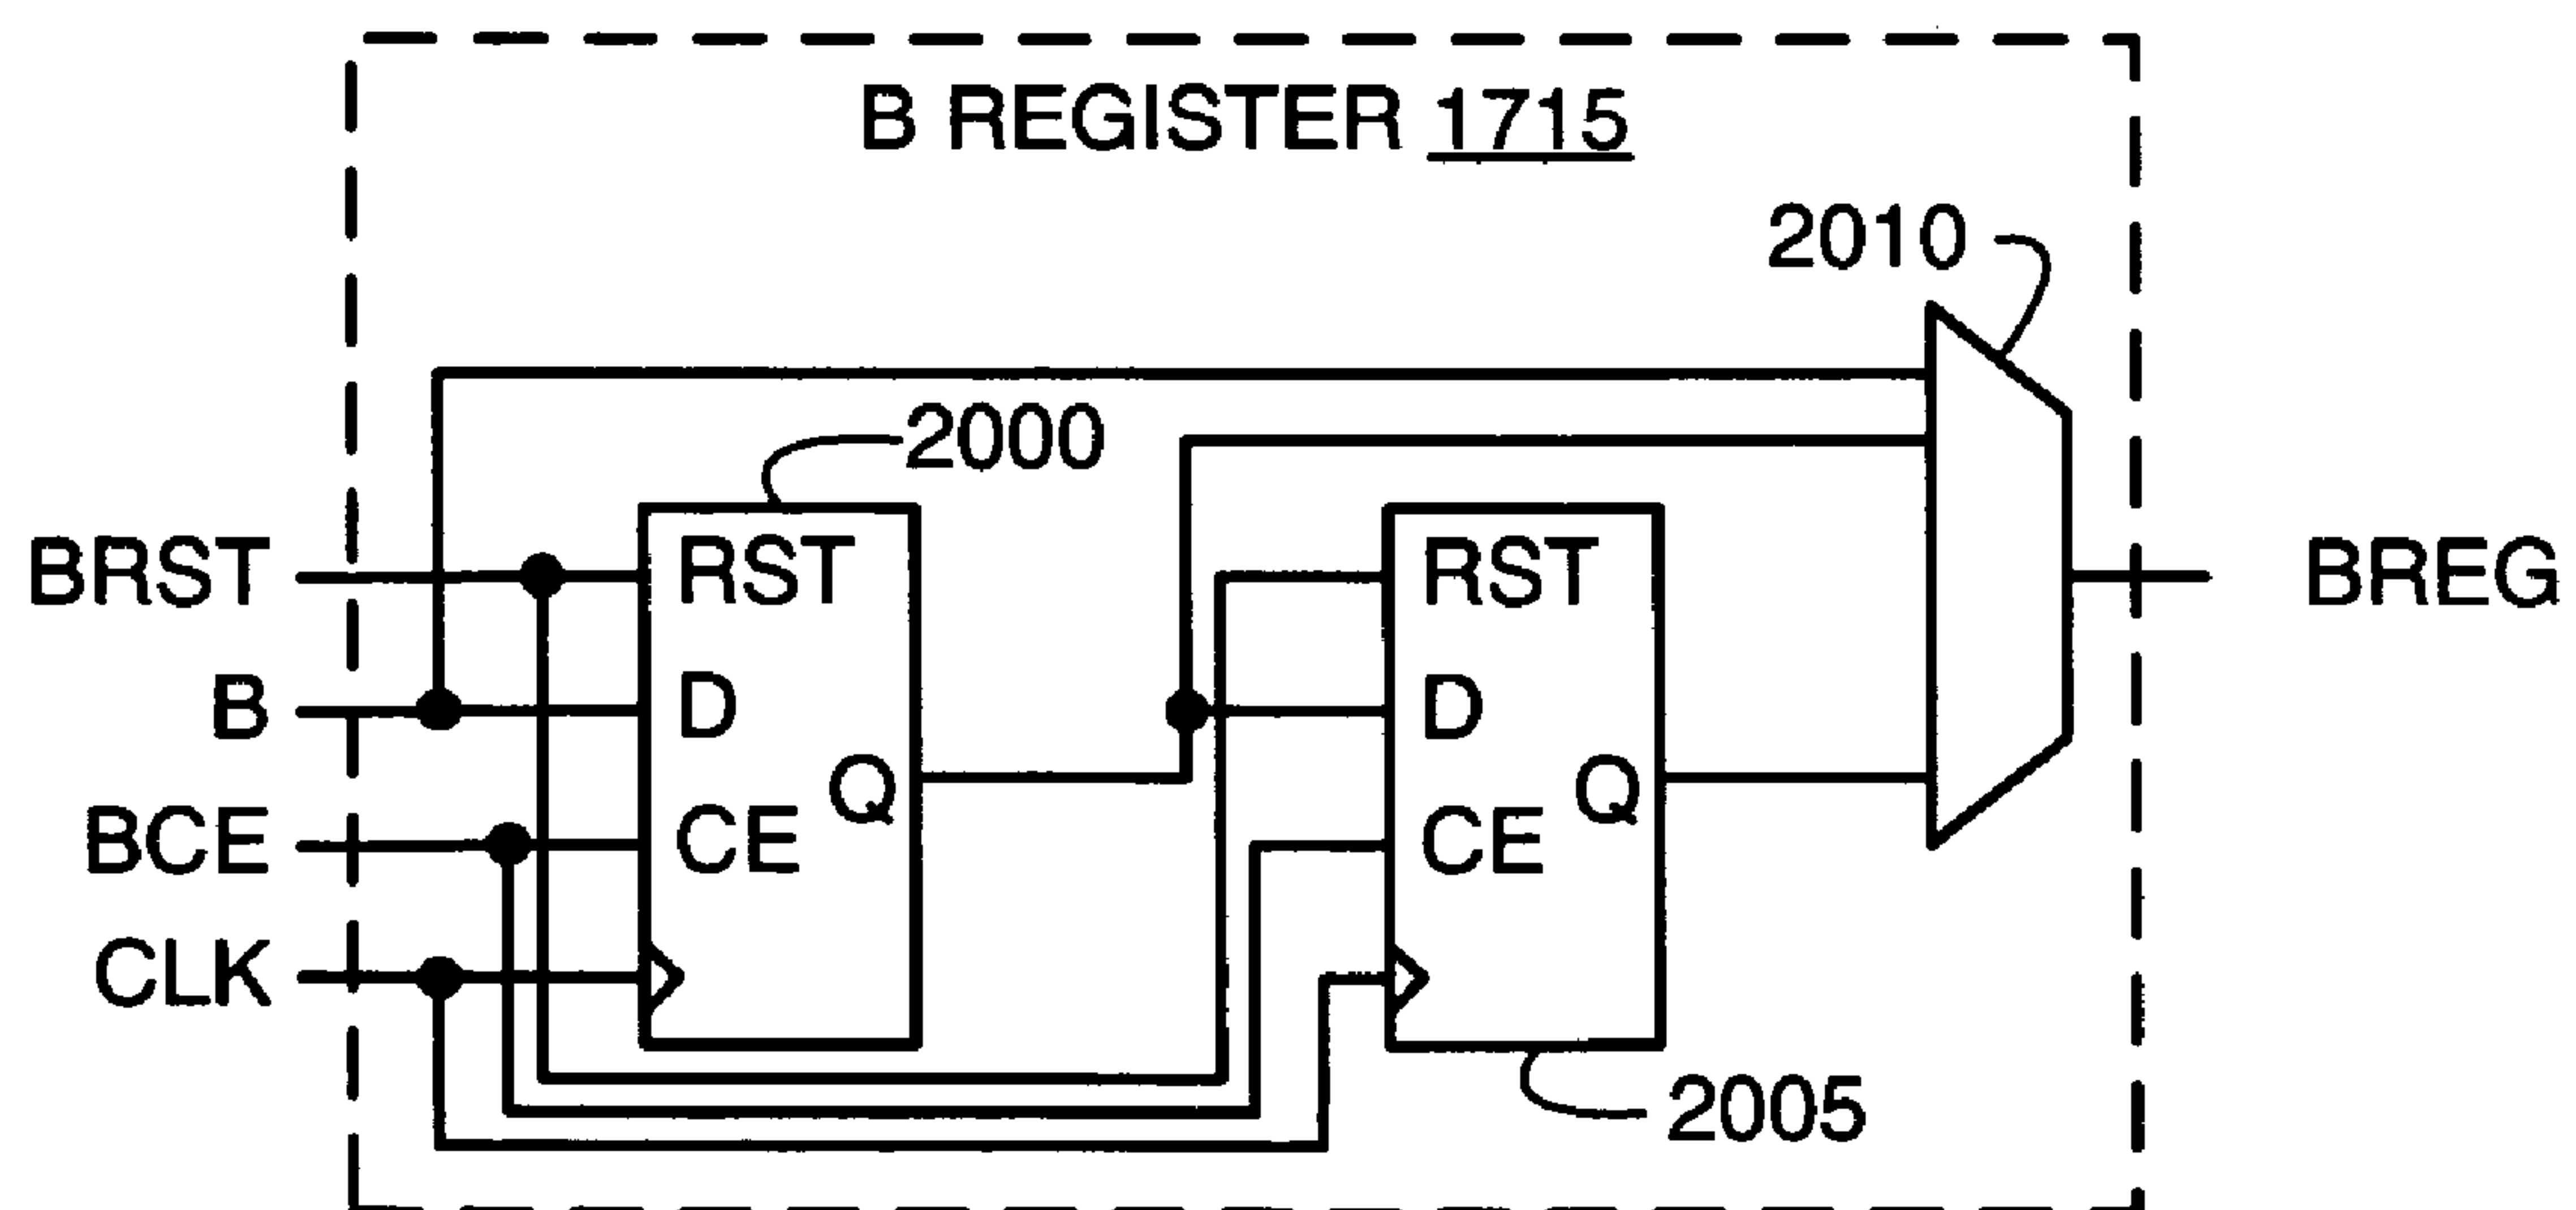 B REGISTER 1715
2010
2000
BRST
RST
RST
BREG
B
D
D
Q
Q
BCE
CE
CE
CLK
2005